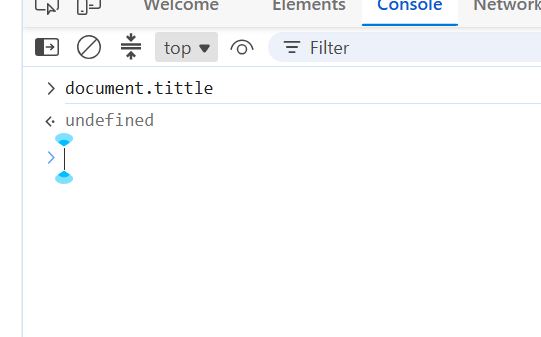 Welcome Elements Console Network
top Filter
document.tittle
undefined